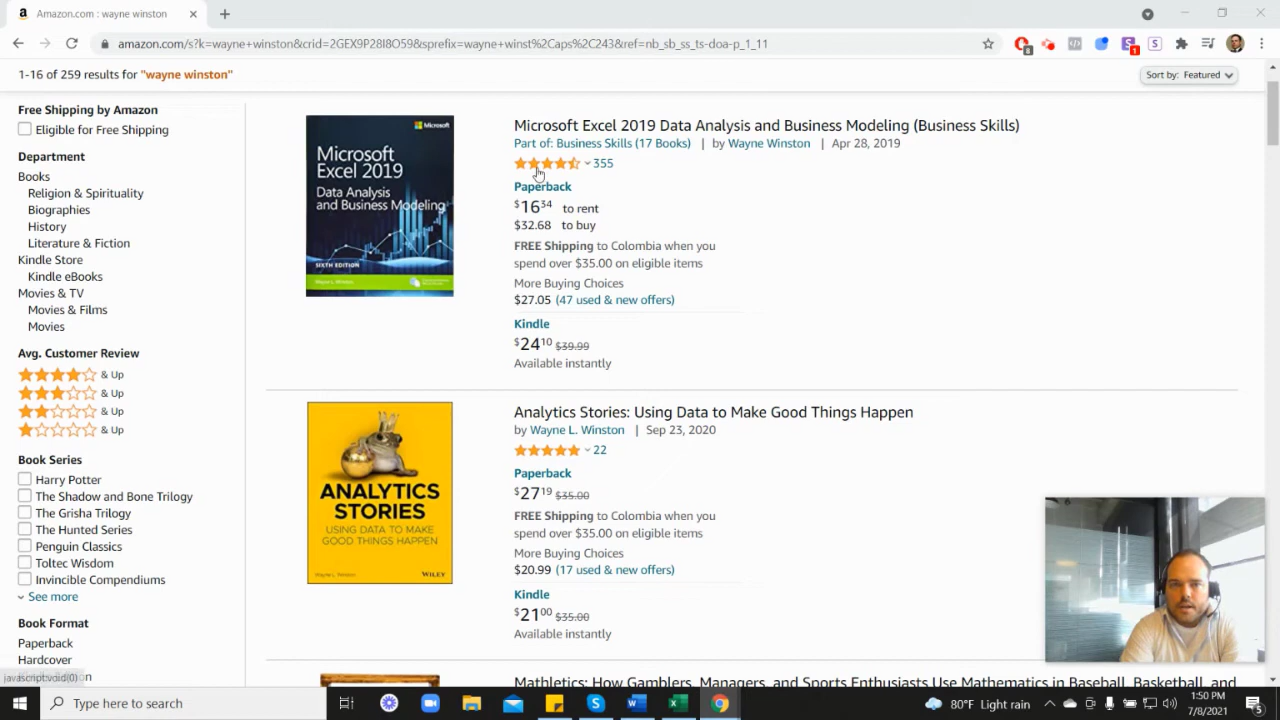 Amazon.com : wayne winston
amazon.com/s?k=wayne+winston&crid=2GEX9P28I8O59&sprefix=wayne+winst%2Caps%2C243&ref=nb_sb_ss_ts-doa-p_1_11
8
1
1-16 of 259 results for "wayne winston"
Sort by: Featured
Free Shipping by Amazon
Eligible for Free Shipping
Department
Books
Religion & Spirituality
Biographies
History
Literature & Fiction
Kindle Store
Kindle eBooks
Movies & TV
Movies & Films
Movies
Avg. Customer Review
& Up
& Up
& Up
& Up
Book Series
Harry Potter
The Shadow and Bone Trilogy
The Grisha Trilogy
The Hunted Series
Penguin Classics
Toltec Wisdom
Invincible Compendiums
See more
Book Format
Paperback
Hardcover
javascript:void(0)
Microsoft
Microsoft
Excel 2019
Data Analysis
and Business Modeling
SIXTH EDITION
Wayne L. Winston
Microsoft Excel 2019 Data Analysis and Business Modeling (Business Skills)
Part of: Business Skills (17 Books) | by Wayne Winston | Apr 28, 2019
355
Paperback
$16 34 to rent
$32.68 to buy
FREE Shipping to Colombia when you
spend over $35.00 on eligible items
More Buying Choices
$27.05 (47 used & new offers)
Kindle
$24 10 $39.99
Available instantly
ANALYTICS
STORIES
USING DATA TO MAKE
GOOD THINGS HAPPEN
Wayne L. Winston
WILEY
Analytics Stories: Using Data to Make Good Things Happen
by Wayne L. Winston | Sep 23, 2020
22
Paperback
$27 19 $35.00
FREE Shipping to Colombia when you
spend over $35.00 on eligible items
More Buying Choices
$20.99 (17 used & new offers)
Kindle
$21 00 $35.00
Available instantly
Mathletics: How Gamblers, Managers, and Sports Enthusiasts Use Mathematics in Baseball, Basketball, and
Type here to search
80°F Light rain
1:50 PM
7/8/2021
5